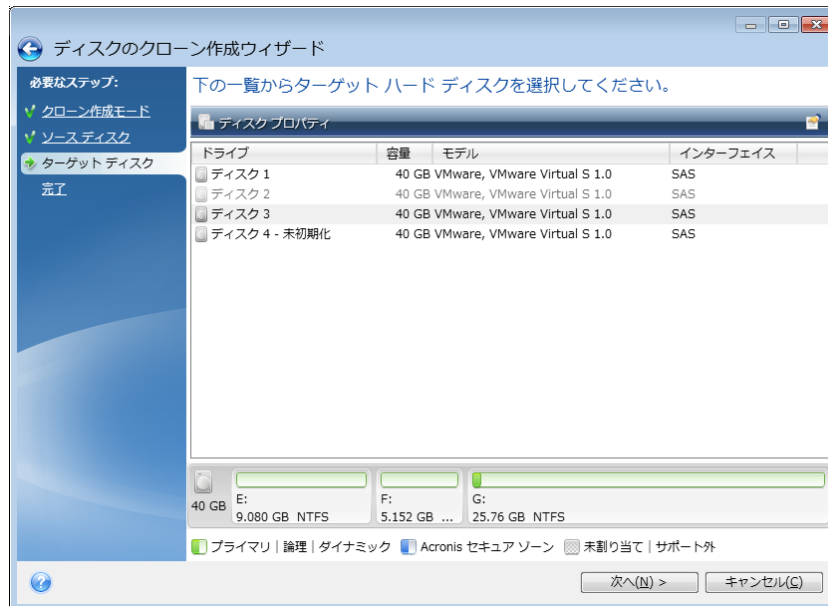 ディスクのクローン作成ウィザード
必要なステップ:
クローン作成モード
ソース ディスク
ターゲット ディスク
完了
下の一覧からターゲット ハード ディスクを選択してください。
ディスク プロパティ
ドライブ 容量 モデル インターフェイス
ディスク 1 40 GB VMware, VMware Virtual S 1.0 SAS
ディスク 2 40 GB VMware, VMware Virtual S 1.0 SAS
ディスク 3 40 GB VMware, VMware Virtual S 1.0 SAS
ディスク 4 - 未初期化 40 GB VMware, VMware Virtual S 1.0 SAS
40 GB
E:
9.080 GB NTFS
F:
5.152 GB ...
G:
25.76 GB NTFS
プライマリ | 論理 | ダイナミック Acronis セキュア ゾーン 未割り当て | サポート外
次へ(N) > キャンセル(C)